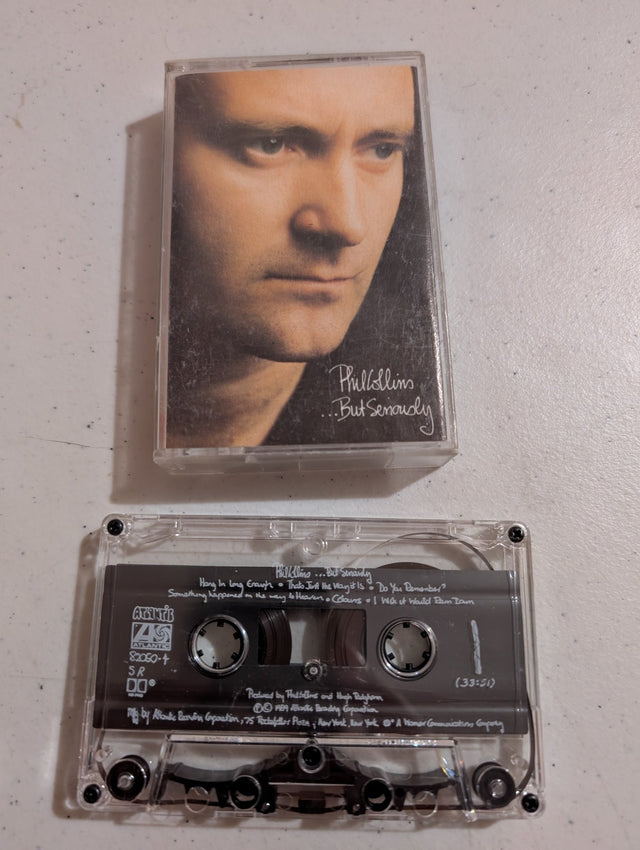 Phil Collins
...But Seriously
Phil Collins ...But Seriously
Hang In Long Enough • That's Just the Way it Is • Do You Remember?
Something happened on the way to Heaven • Colours • I Wish it Would Rain Down
ATLANTIC
ATLANTIC
82050-4
SR
1
(33:51)
Produced by Phil Collins and Hugh Padgham
℗© 1989 Atlantic Recording Corporation
Mfg by Atlantic Recording Corporation, 75 Rockefeller Plaza, New York, New York ®* A Warner Communications Company